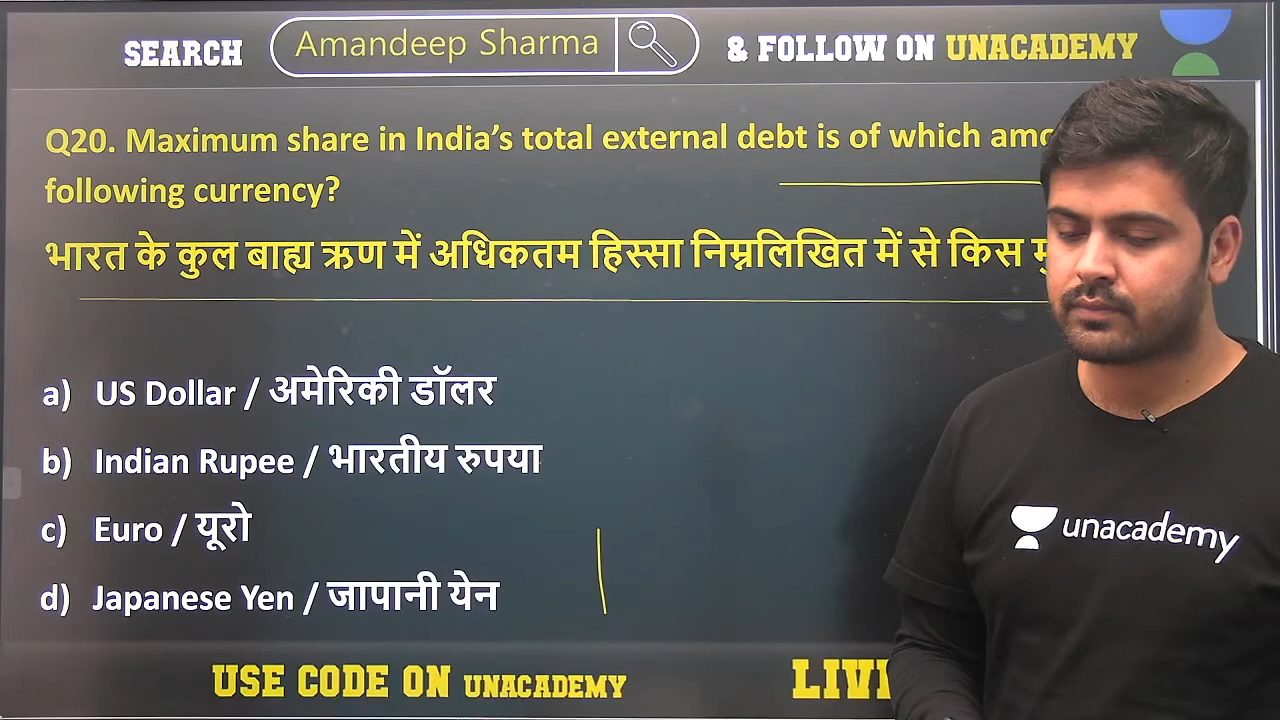 SEARCH Amandeep Sharma & FOLLOW ON UNACADEMY
Q20. Maximum share in India's total external debt is of which
following currency?
भारत के कुल बाह्य ऋण में अधिकतम हिस्सा निम्नलिखित में से किस
a) US Dollar / अमेरिकी डॉलर
b) Indian Rupee / भारतीय रुपया
c) Euro / यूरो
d) Japanese Yen / जापानी येन
unacademy
USE CODE ON UNACADEMY